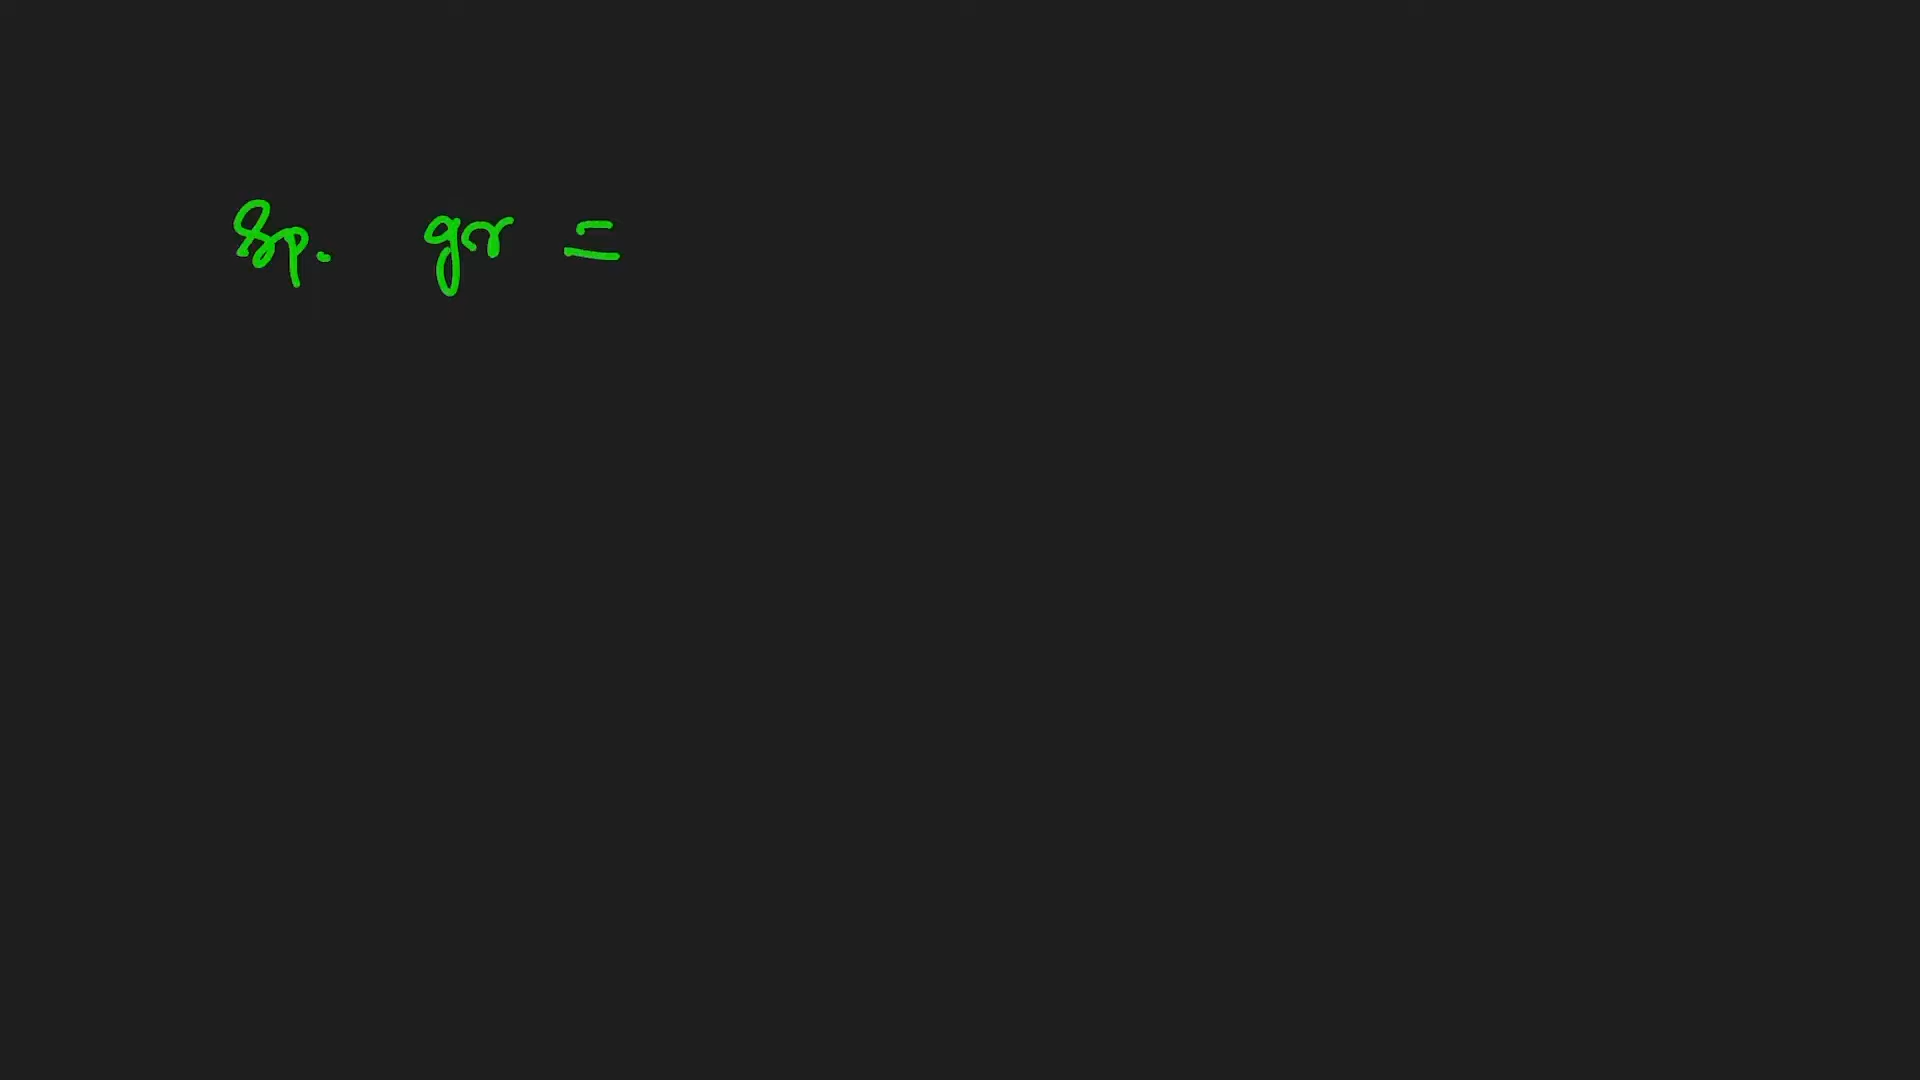 Sp. gr =